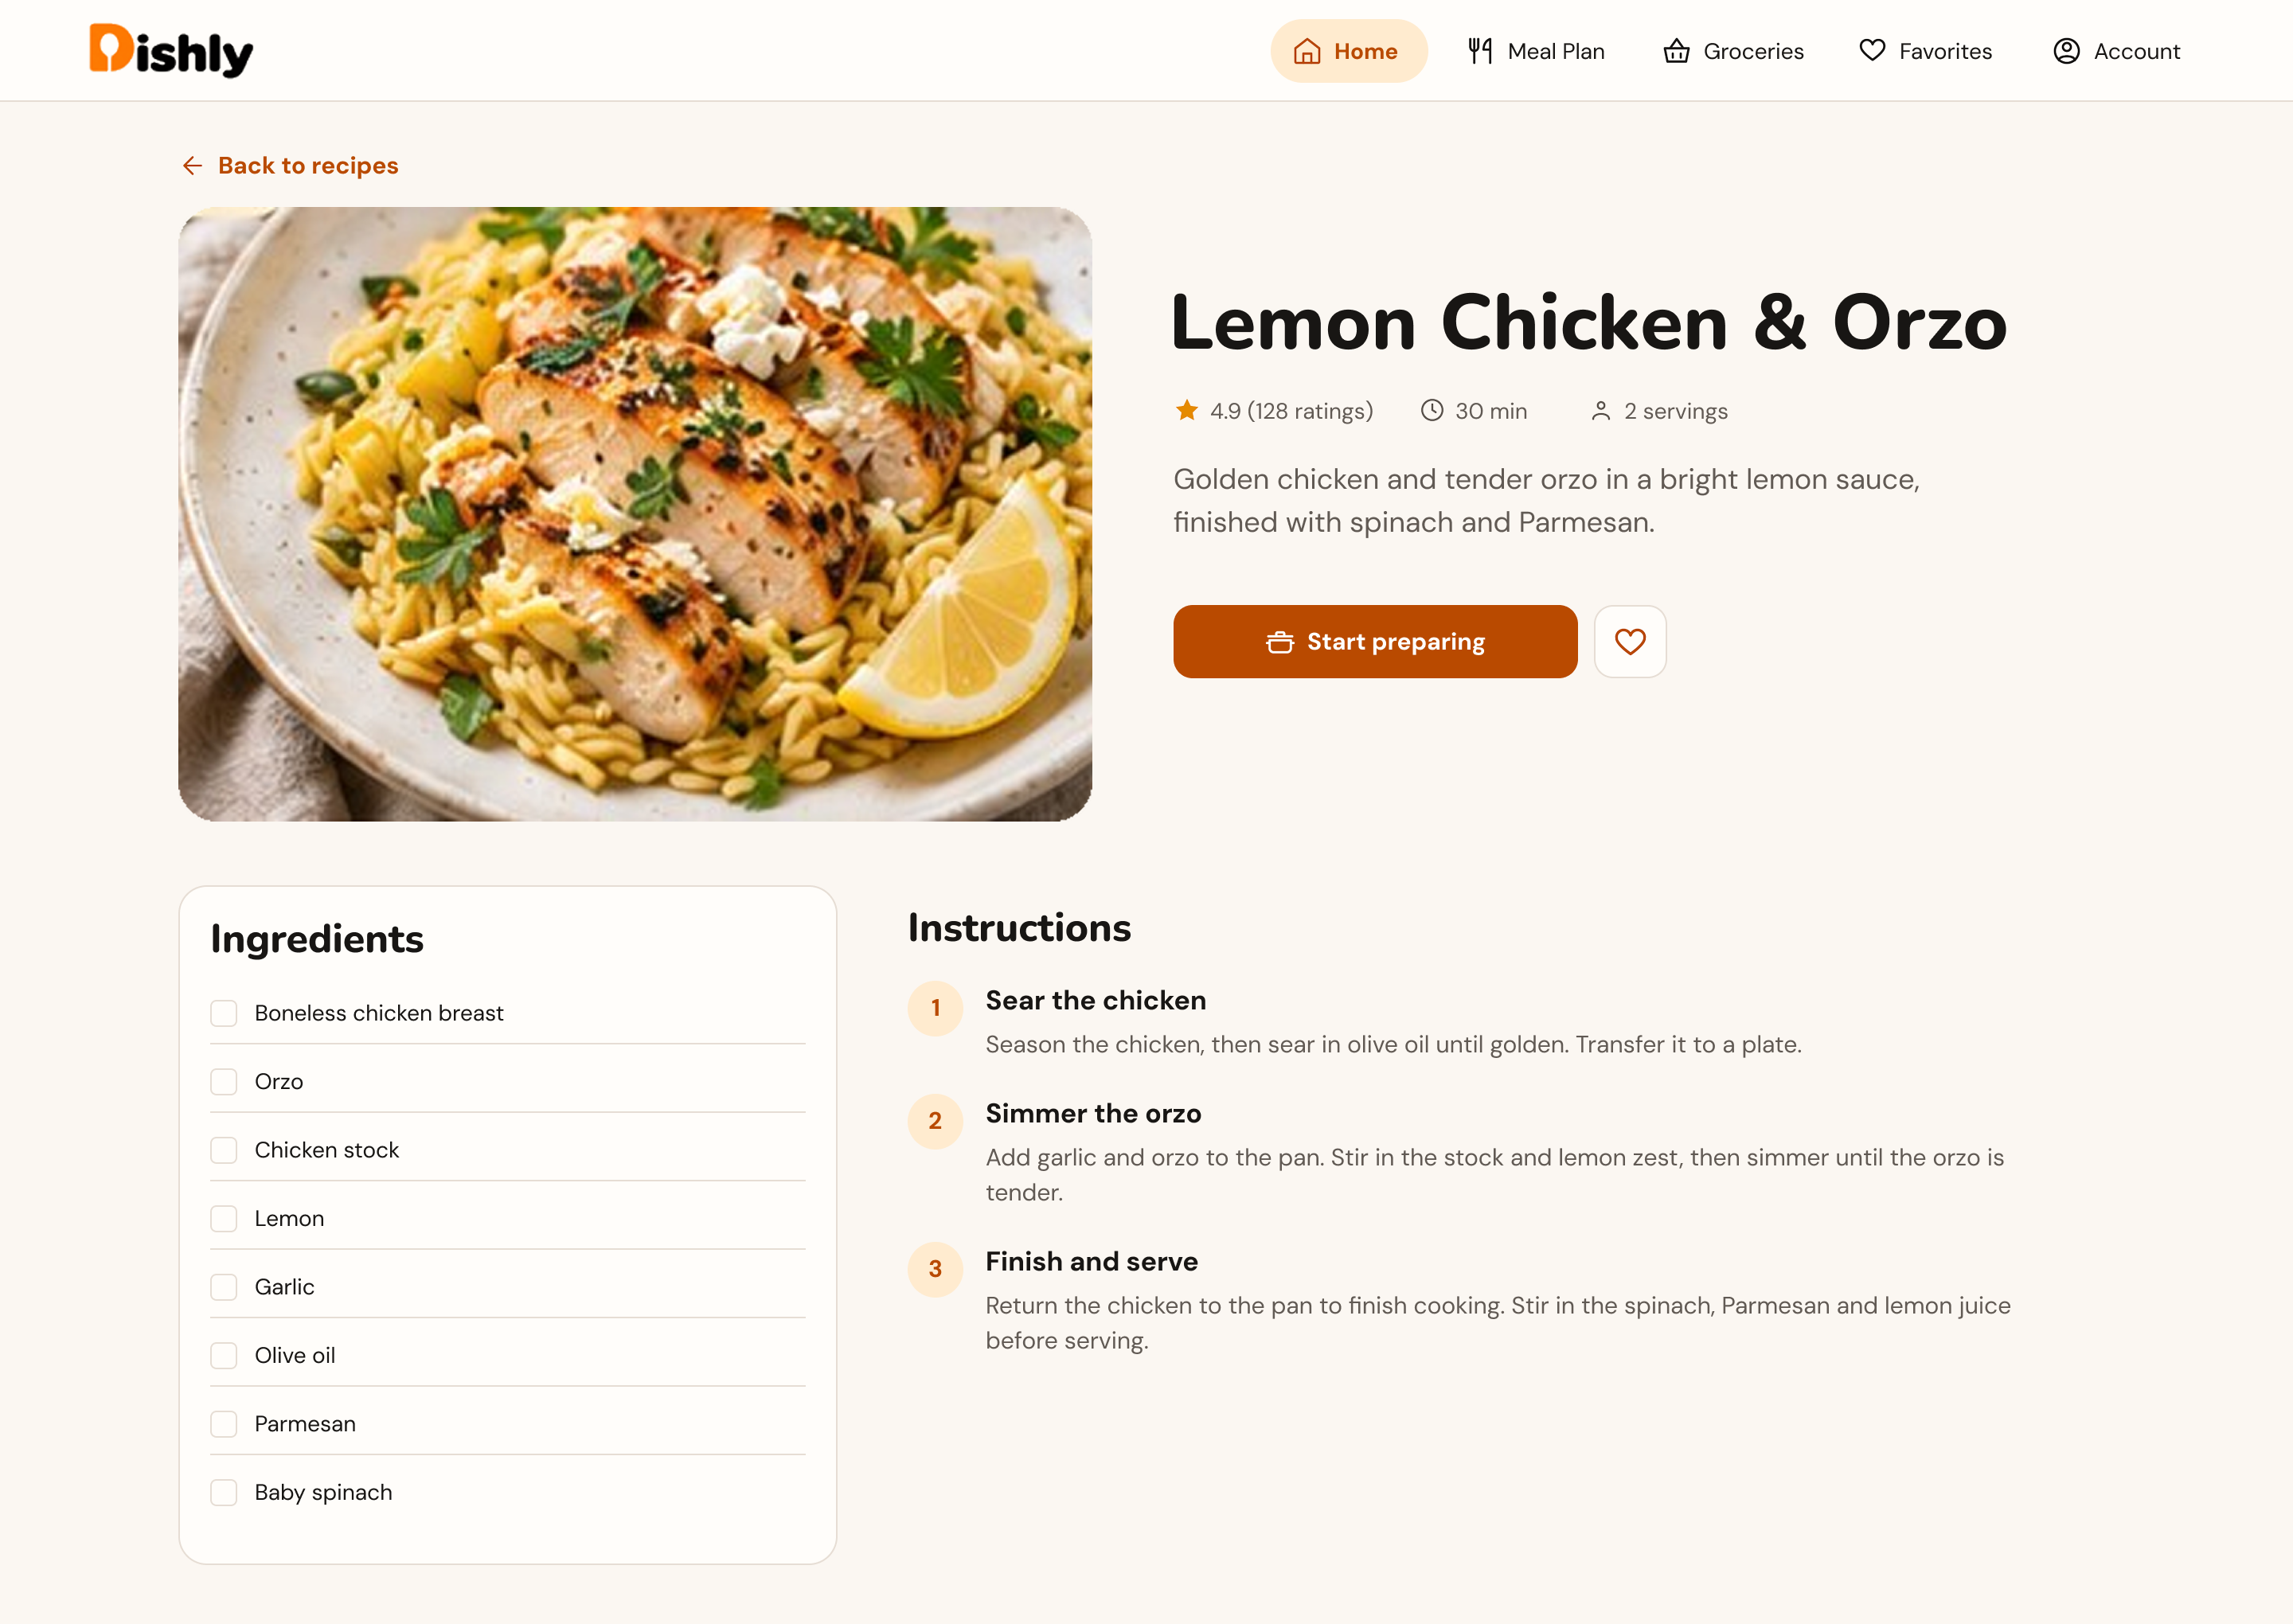 Dishly
Home
Meal Plan
Groceries
Favorites
Account
Back to recipes
Lemon Chicken & Orzo
4.9 (128 ratings)
30 min
2 servings
Golden chicken and tender orzo in a bright lemon sauce,
finished with spinach and Parmesan.
Start preparing
Ingredients
Boneless chicken breast
Orzo
Chicken stock
Lemon
Garlic
Olive oil
Parmesan
Baby spinach
Instructions
1
Sear the chicken
Season the chicken, then sear in olive oil until golden. Transfer it to a plate.
2
Simmer the orzo
Add garlic and orzo to the pan. Stir in the stock and lemon zest, then simmer until the orzo is
tender.
3
Finish and serve
Return the chicken to the pan to finish cooking. Stir in the spinach, Parmesan and lemon juice
before serving.